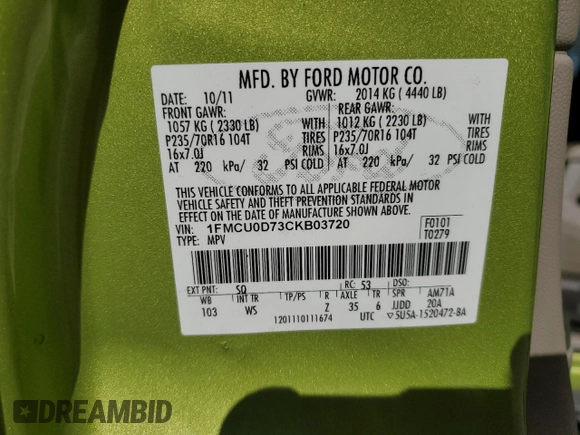 MFD. BY FORD MOTOR CO.
DATE: 10/11 GVWR: 2014 KG ( 4440 LB)
FRONT GAWR: REAR GAWR:
1057 KG ( 2330 LB) WITH 1012 KG ( 2230 LB) WITH
P235/70R16 104T TIRES P235/70R16 104T TIRES
16x7.0J RIMS 16x7.0J RIMS
AT 220 kPa/ 32 PSI COLD AT 220 kPa/ 32 PSI COLD
THIS VEHICLE CONFORMS TO ALL APPLICABLE FEDERAL MOTOR
VEHICLE SAFETY AND THEFT PREVENTION STANDARDS IN
EFFECT ON THE DATE OF MANUFACTURE SHOWN ABOVE.
VIN: 1FMCU0D73CKB03720 F0101
TYPE: MPV T0279
EXT PNT: SQ RC: 53 DSO:
WB INT TR TP/PS R AXLE TR SPR AM71A
103 WS Z 35 6 JJDD 20A
1201110111674 UTC ▽5U5A-1520472-BA
DREAMBID